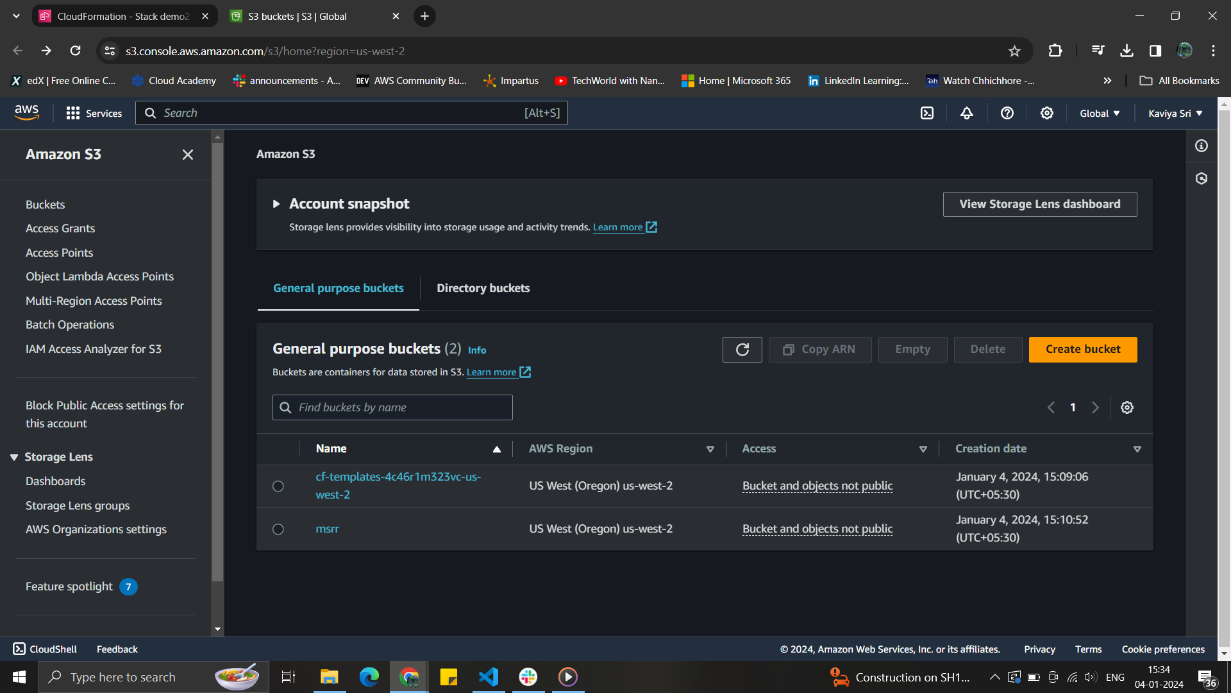 CloudFormation - Stack demo2
S3 buckets | S3 | Global
s3.console.aws.amazon.com/s3/home?region=us-west-2
edX | Free Online C...
Cloud Academy
announcements - A...
DEV
AWS Community Bu...
Impartus
TechWorld with Nan...
Home | Microsoft 365
LinkedIn Learning:...
Watch Chhichhore -...
All Bookmarks
aws
Services
Search
[Alt+S]
Global
Kaviya Sri
Amazon S3
Buckets
Access Grants
Access Points
Object Lambda Access Points
Multi-Region Access Points
Batch Operations
IAM Access Analyzer for S3
Block Public Access settings for
this account
Storage Lens
Dashboards
Storage Lens groups
AWS Organizations settings
Feature spotlight 7
Amazon S3
Account snapshot
View Storage Lens dashboard
Storage lens provides visibility into storage usage and activity trends. Learn more
General purpose buckets
Directory buckets
General purpose buckets (2) Info
Copy ARN
Empty
Delete
Create bucket
Buckets are containers for data stored in S3. Learn more
Find buckets by name
1
Name
AWS Region
Access
Creation date
cf-templates-4c46r1m323vc-us-
west-2
US West (Oregon) us-west-2
Bucket and objects not public
January 4, 2024, 15:09:06
(UTC+05:30)
msrr
US West (Oregon) us-west-2
Bucket and objects not public
January 4, 2024, 15:10:52
(UTC+05:30)
CloudShell
Feedback
© 2024, Amazon Web Services, Inc. or its affiliates.
Privacy
Terms
Cookie preferences
Type here to search
Construction on SH1...
ENG
15:34
04-01-2024
36